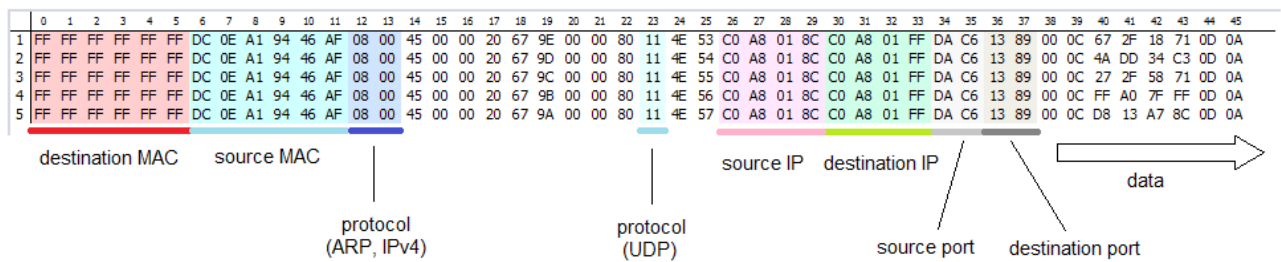 0 1 2 3 4 5 6 7 8 9 10 11 12 13 14 15 16 17 18 19 20 21 22 23 24 25 26 27 28 29 30 31 32 33 34 35 36 37 38 39 40 41 42 43 44 45
1 FF FF FF FF FF FF DC 0E A1 94 46 AF 08 00 45 00 00 20 67 9E 00 00 80 11 4E 53 C0 A8 01 8C C0 A8 01 FF DA C6 13 89 00 0C 67 2F 18 71 0D 0A
2 FF FF FF FF FF FF DC 0E A1 94 46 AF 08 00 45 00 00 20 67 9D 00 00 80 11 4E 54 C0 A8 01 8C C0 A8 01 FF DA C6 13 89 00 0C 4A DD 34 C3 0D 0A
3 FF FF FF FF FF FF DC 0E A1 94 46 AF 08 00 45 00 00 20 67 9C 00 00 80 11 4E 55 C0 A8 01 8C C0 A8 01 FF DA C6 13 89 00 0C 27 2F 58 71 0D 0A
4 FF FF FF FF FF FF DC 0E A1 94 46 AF 08 00 45 00 00 20 67 9B 00 00 80 11 4E 56 C0 A8 01 8C C0 A8 01 FF DA C6 13 89 00 0C FF A0 7F FF 0D 0A
5 FF FF FF FF FF FF DC 0E A1 94 46 AF 08 00 45 00 00 20 67 9A 00 00 80 11 4E 57 C0 A8 01 8C C0 A8 01 FF DA C6 13 89 00 0C D8 13 A7 8C 0D 0A
destination MAC
source MAC
source IP
destination IP
data
protocol
(ARP, IPv4)
protocol
(UDP)
source port
destination port